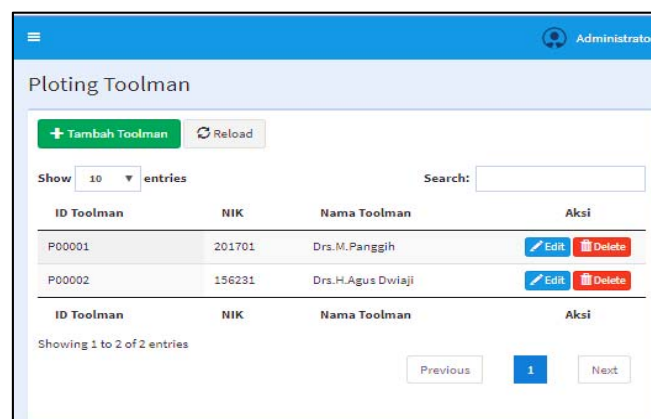 Administrato
Ploting Toolman
Tambah Toolman Reload
Show 10 entries Search:
ID Toolman NIK Nama Toolman Aksi
P00001 201701 Drs.M.Panggih Edit Delete
P00002 156231 Drs.H.Agus Dwiaji Edit Delete
ID Toolman NIK Nama Toolman Aksi
Showing 1 to 2 of 2 entries
Previous 1 Next